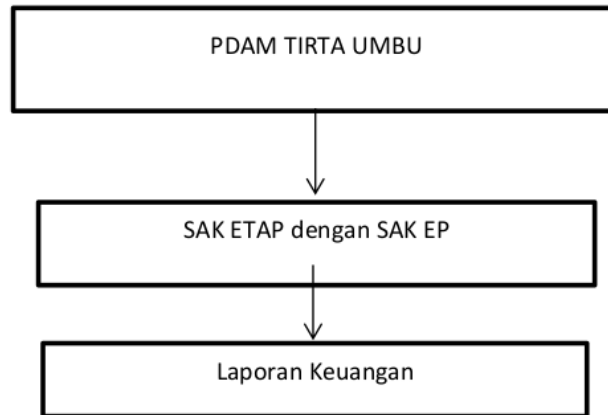 PDAM TIRTA UMBU
SAK ETAP dengan SAK EP
Laporan Keuangan